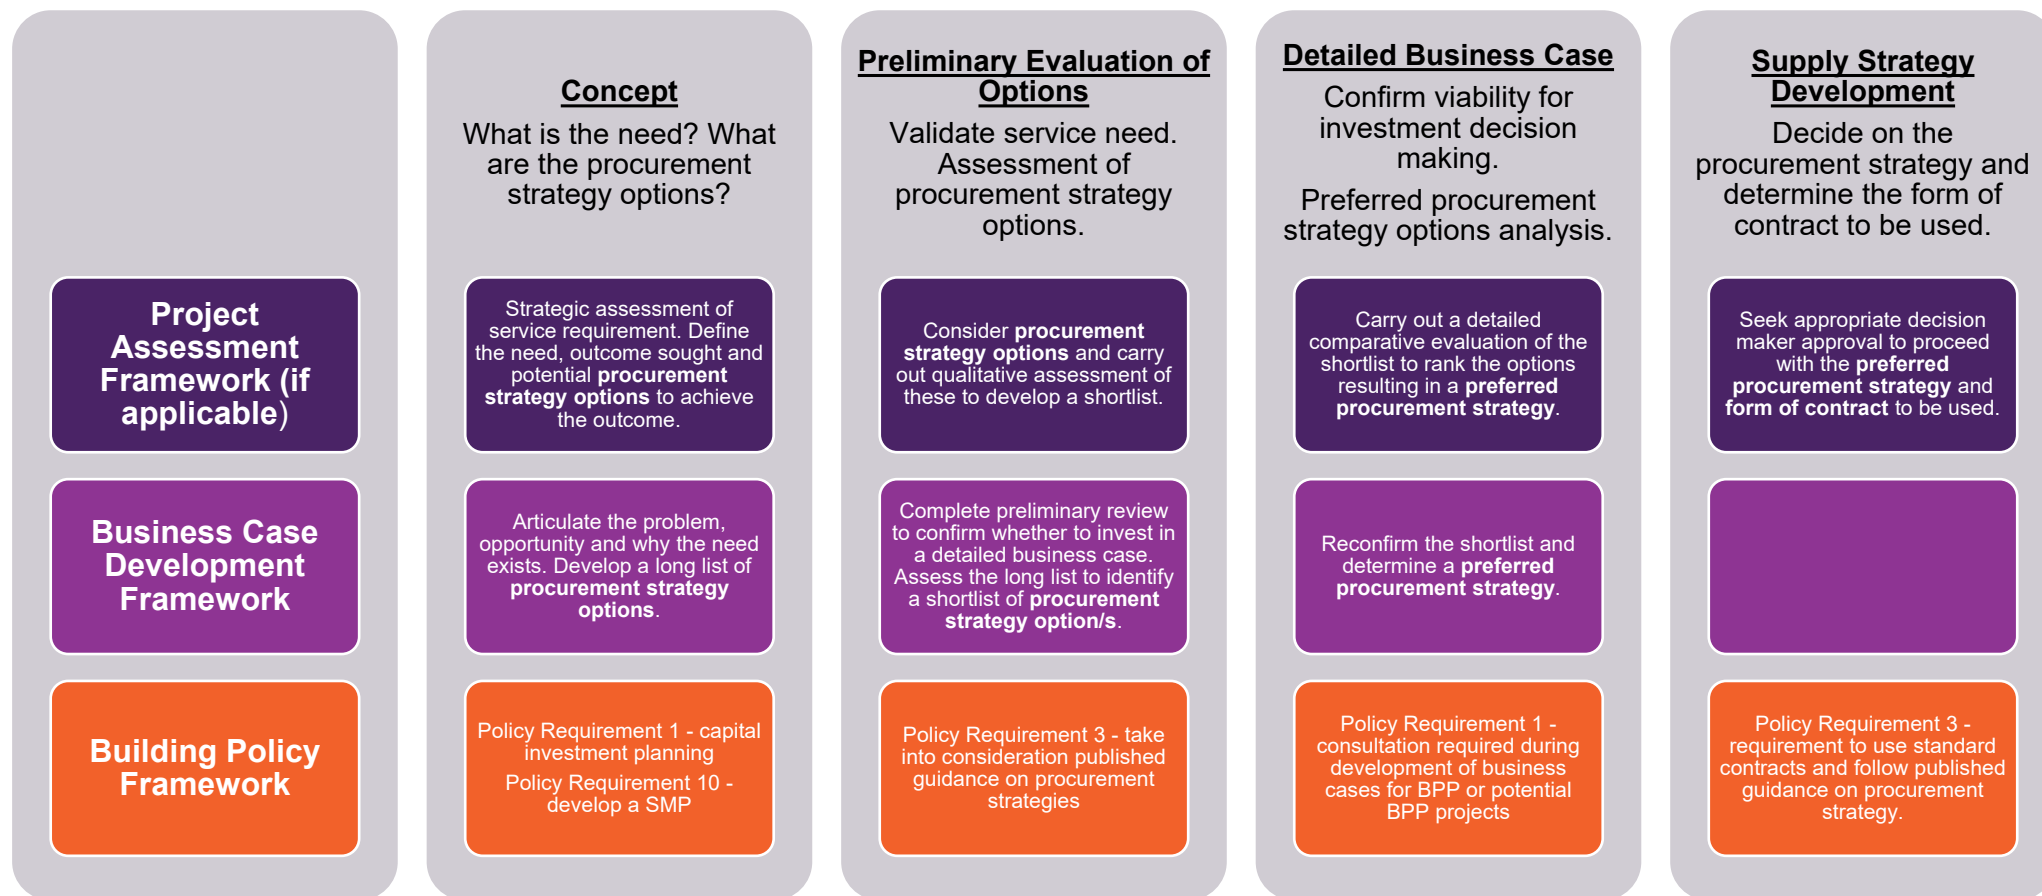 Concept
What is the need? What
are the procurement
strategy options?
Preliminary Evaluation of
Options
Validate service need.
Assessment of
procurement strategy
options.
Detailed Business Case
Confirm viability for
investment decision
making.
Preferred procurement
strategy options analysis.
Supply Strategy
Development
Decide on the
procurement strategy and
determine the form of
contract to be used.
Project
Assessment
Framework (if
applicable)
Strategic assessment of
service requirement. Define
the need, outcome sought and
potential procurement
strategy options to achieve
the outcome.
Consider procurement
strategy options and carry
out qualitative assessment of
these to develop a shortlist.
Carry out a detailed
comparative evaluation of the
shortlist to rank the options
resulting in a preferred
procurement strategy.
Seek appropriate decision
maker approval to proceed
with the preferred
procurement strategy and
form of contract to be used.
Business Case
Development
Framework
Articulate the problem,
opportunity and why the need
exists. Develop a long list of
procurement strategy
options.
Complete preliminary review
to confirm whether to invest in
a detailed business case.
Assess the long list to identify
a shortlist of procurement
strategy option/s.
Reconfirm the shortlist and
determine a preferred
procurement strategy.
Building Policy
Framework
Policy Requirement 1 - capital
investment planning
Policy Requirement 10 -
develop a SMP
Policy Requirement 3 - take
into consideration published
guidance on procurement
strategies
Policy Requirement 1 -
consultation required during
development of business
cases for BPP or potential
BPP projects
Policy Requirement 3 -
requirement to use standard
contracts and follow published
guidance on procurement
strategy.